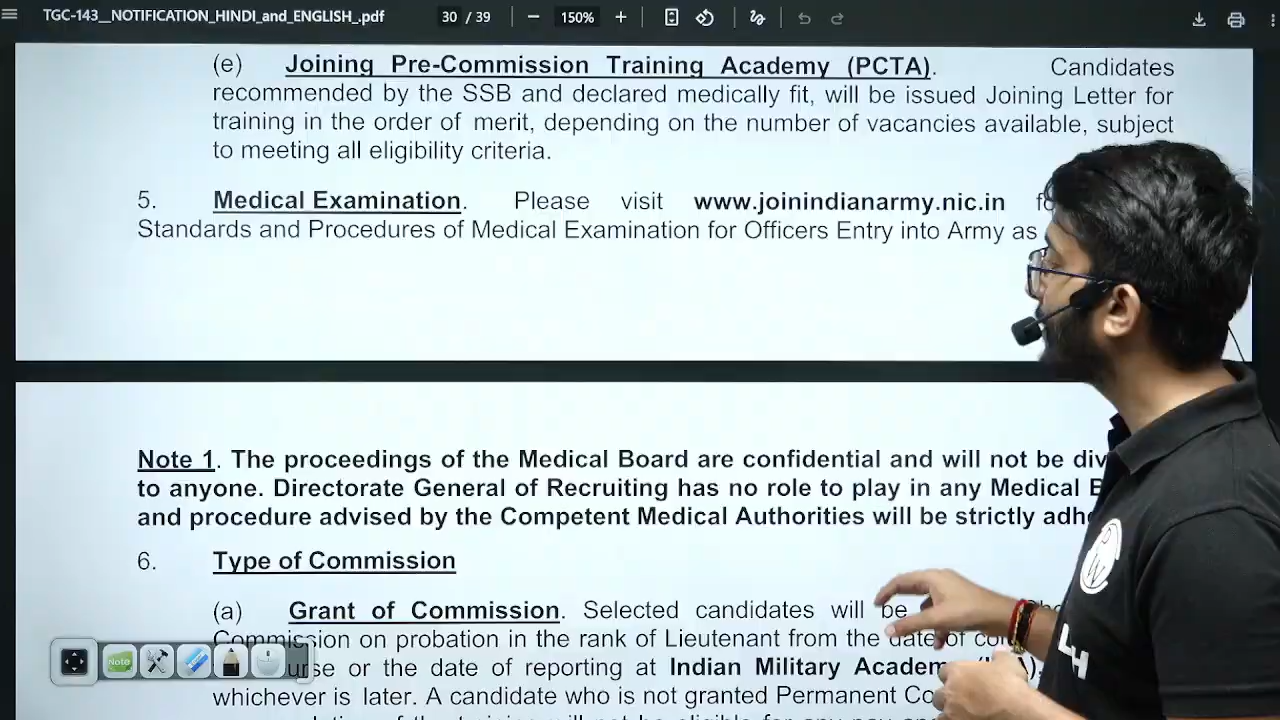 TGC-143__NOTIFICATION_HINDI_and_ENGLISH_.pdf
30 / 39
150%
(e) Joining Pre-Commission Training Academy (PCTA). Candidates
recommended by the SSB and declared medically fit, will be issued Joining Letter for
training in the order of merit, depending on the number of vacancies available, subject
to meeting all eligibility criteria.
5. Medical Examination. Please visit www.joinindianarmy.nic.in
Standards and Procedures of Medical Examination for Officers Entry into Army as
Note 1. The proceedings of the Medical Board are confidential and will not be
to anyone. Directorate General of Recruiting has no role to play in any Medical
and procedure advised by the Competent Medical Authorities will be strictly
6. Type of Commission
(a) Grant of Commission. Selected candidates will be
Commission on probation in the rank of Lieutenant from the date of
or the date of reporting at Indian Military Academy
whichever is later. A candidate who is not granted Permanent
Note
W
LH